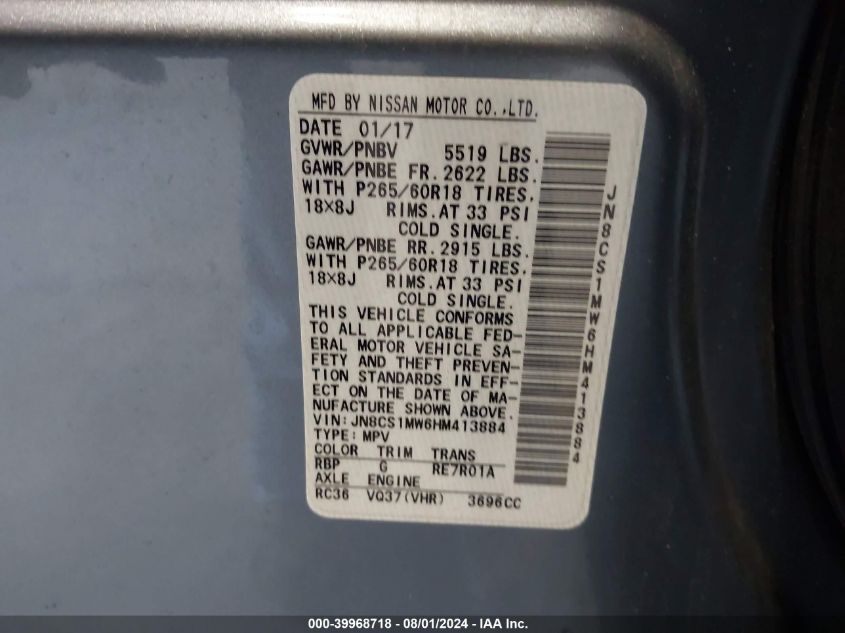 MFD BY NISSAN MOTOR CO.,LTD.
DATE 01/17
GVWR/PNBV 5519 LBS.
GAWR/PNBE FR. 2622 LBS.
WITH P265/60R18 TIRES.
18×8J RIMS.AT 33 PSI
COLD SINGLE.
GAWR/PNBE RR. 2915 LBS.
WITH P265/60R18 TIRES.
18×8J RIMS.AT 33 PSI
COLD SINGLE.
THIS VEHICLE CONFORMS
TO ALL APPLICABLE FED-
ERAL MOTOR VEHICLE SA-
FETY AND THEFT PREVEN-
TION STANDARDS IN EFF-
ECT ON THE DATE OF MA-
NUFACTURE SHOWN ABOVE.
VIN: JN8CS1MW6HM413884
TYPE: MPV
COLOR TRIM TRANS
RBP G RE7R01A
AXLE ENGINE
RC36 VQ37(VHR) 3696CC
JN8CS1MW6HM413884
000-39968718 - 08/01/2024 - IAAI.com